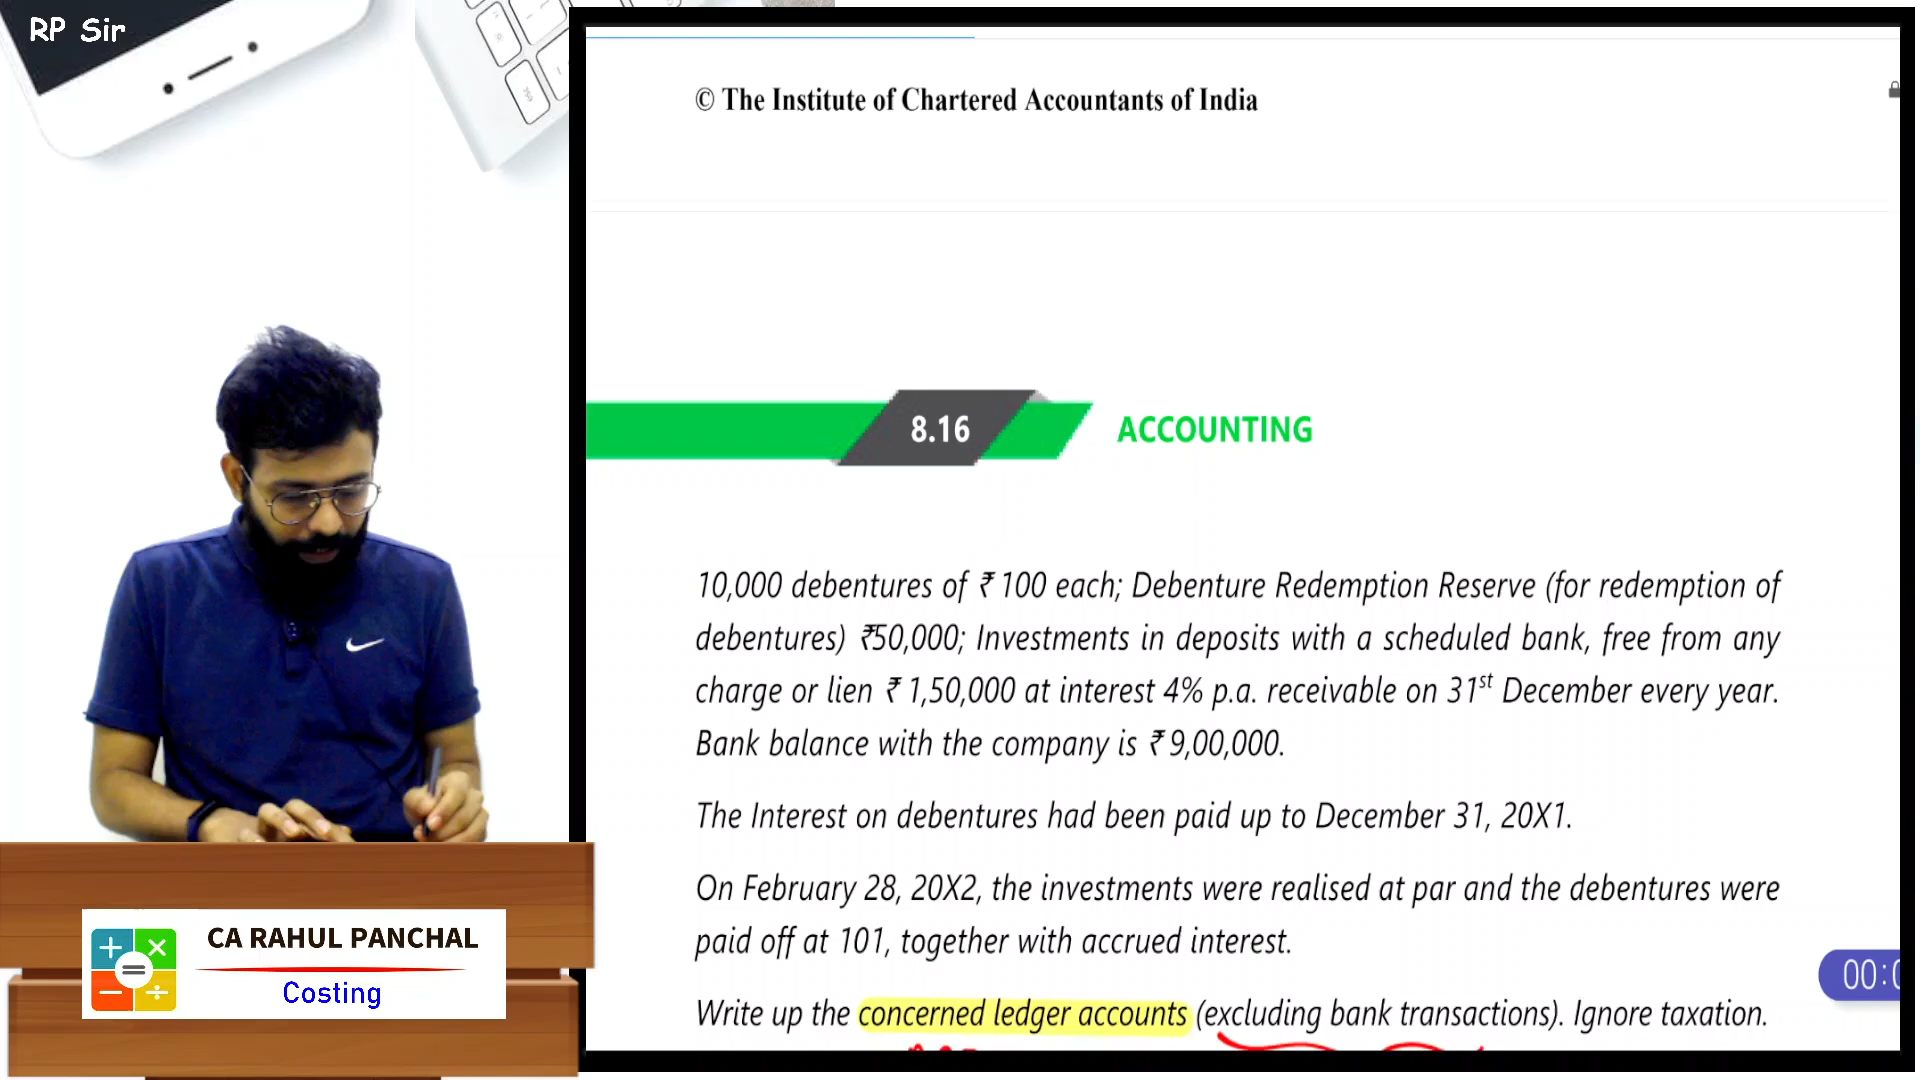 RP Sir
© The Institute of Chartered Accountants of India
8.16
ACCOUNTING
10,000 debentures of ₹ 100 each; Debenture Redemption Reserve (for redemption of
debentures) ₹50,000; Investments in deposits with a scheduled bank, free from any
charge or lien ₹ 1,50,000 at interest 4% p.a. receivable on 31st December every year.
Bank balance with the company is ₹ 9,00,000.
The Interest on debentures had been paid up to December 31, 20X1.
On February 28, 20X2, the investments were realised at par and the debentures were
paid off at 101, together with accrued interest.
Write up the concerned ledger accounts (excluding bank transactions). Ignore taxation.
CA RAHUL PANCHAL
Costing